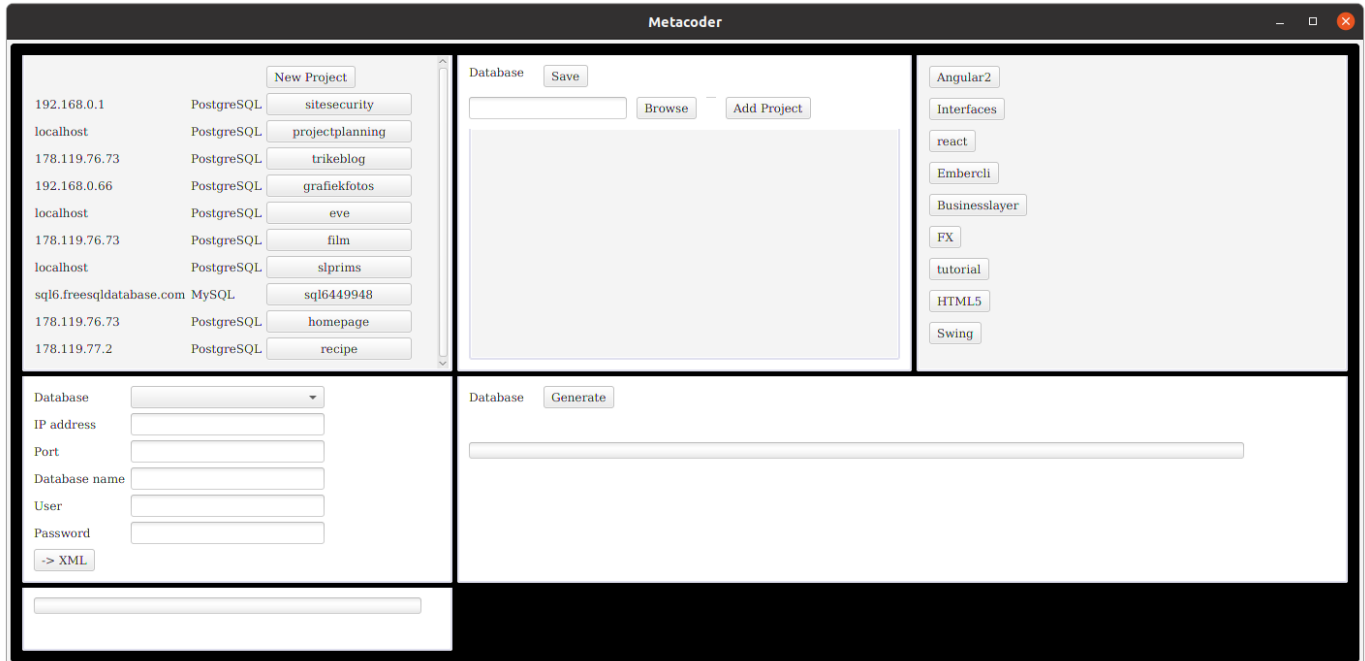 Metacoder
New Project
192.168.0.1 PostgreSQL sitesecurity
localhost PostgreSQL projectplanning
178.119.76.73 PostgreSQL trikeblog
192.168.0.66 PostgreSQL grafiekfotos
localhost PostgreSQL eve
178.119.76.73 PostgreSQL film
localhost PostgreSQL slprims
sql6.freesqldatabase.com MySQL sql6449948
178.119.76.73 PostgreSQL homepage
178.119.77.2 PostgreSQL recipe
Database Save
Browse Add Project
Angular2
Interfaces
react
Embercli
Businesslayer
FX
tutorial
HTML5
Swing
Database
IP address
Port
Database name
User
Password
-> XML
Database Generate